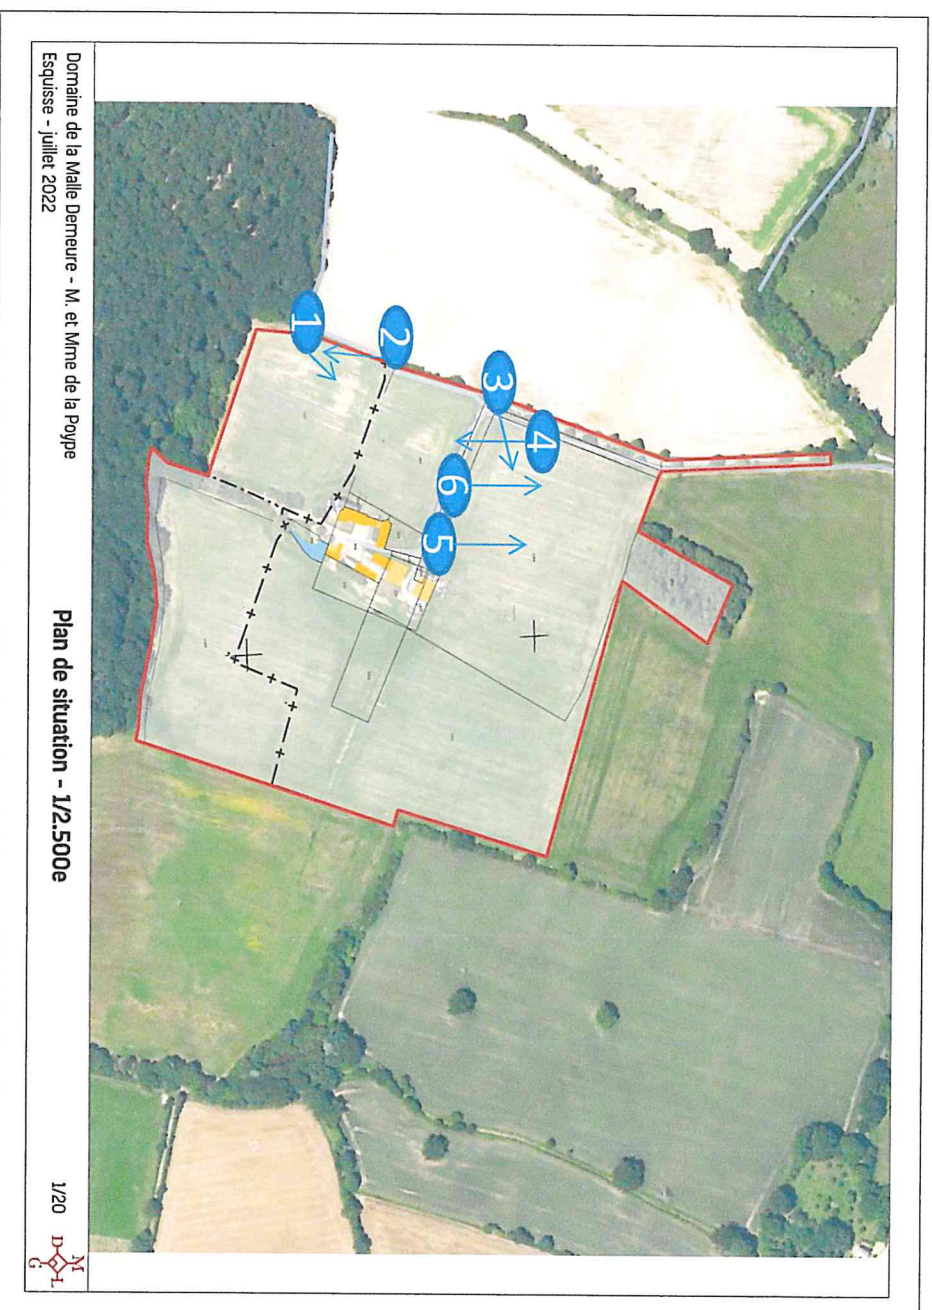 Domaine de la Malle Demeure - M. et Mme de la Poype
Esquisse - juillet 2022
Plan de situation - 1/2.500e
1/20
M
D L
G
1
2
3
4
6
5